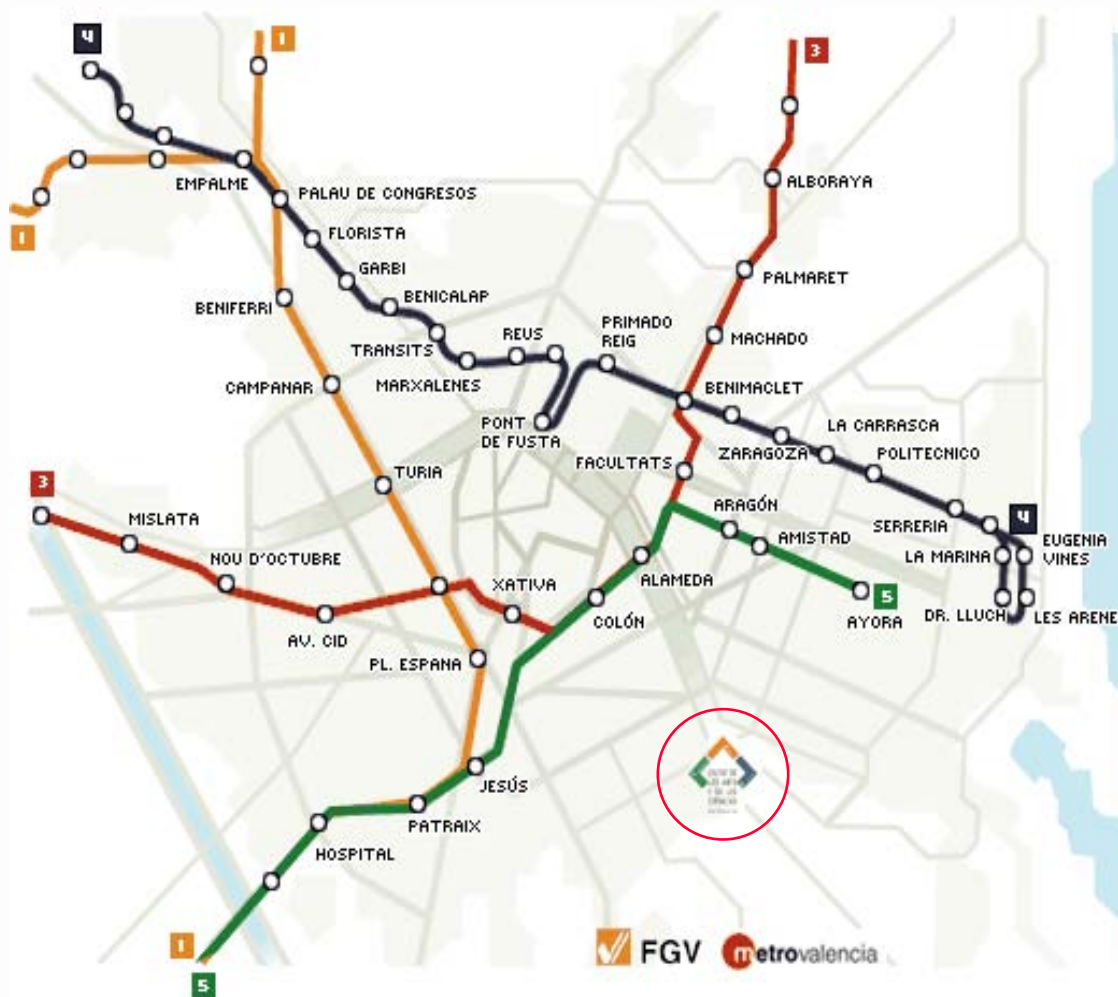 4
1
3
ALBORAYA
EMPALME
PALAU DE CONGRESOS
1
FLORISTA
GARBI
PALMARET
BENIFERRI
BENICALAP
PRIMADO
REIG
REUS
MACHADO
TRANSITS
MARXALENES
CAMPANAR
BENIMACLET
PONT
DE FUSTA
LA CARRASCA
ZARAGOZA
POLITECNICO
TURIA
FACULTATS
3
MISLATA
ARAGÓN
SERRERIA
4
AMISTAD
EUGENIA
VINES
NOU D'OCTUBRE
LA MARINA
ALAMEDA
XATIVA
5
COLÓN
AYORA
DR. LLUCH
LES ARENE
AV. CID
PL. ESPANA
JESÚS
PATRAIX
HOSPITAL
1
5
FGV
metrovalencia